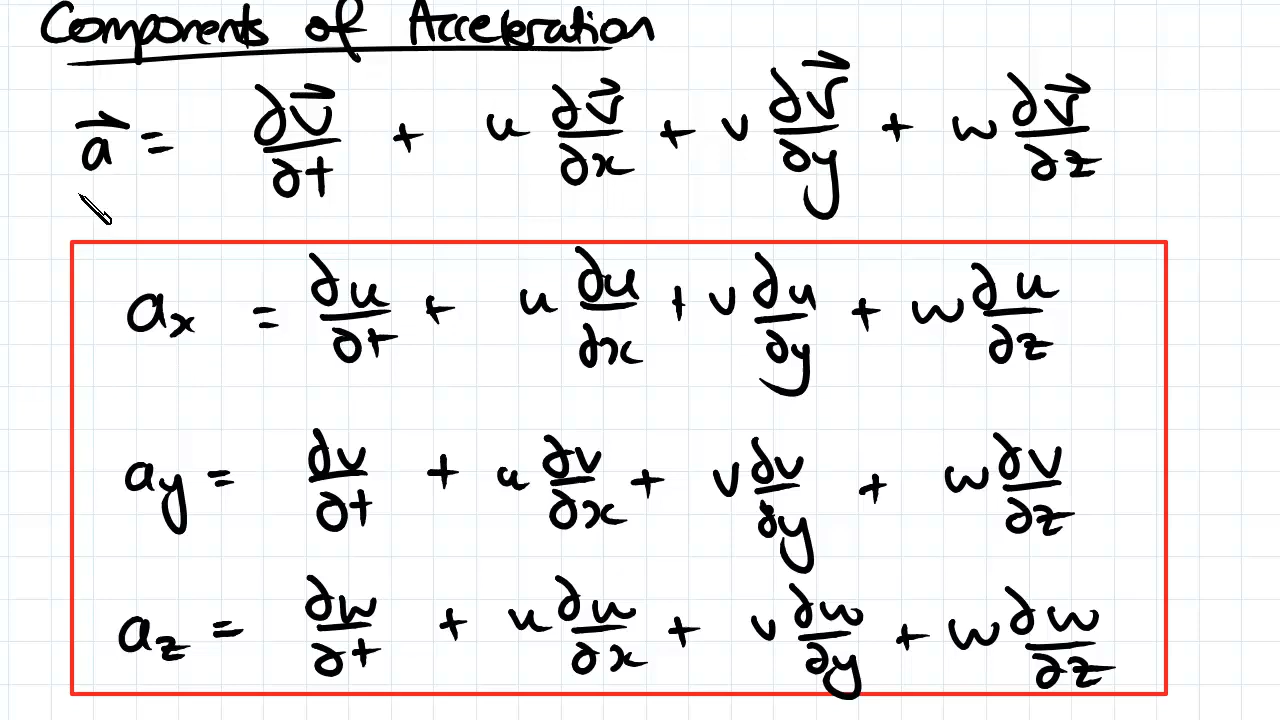 Components of Acceleration
a⃗ = ∂V⃗/∂t + u ∂V⃗/∂x + v ∂V⃗/∂y + w ∂V⃗/∂z
aₓ = ∂u/∂t + u ∂u/∂x + v ∂u/∂y + w ∂u/∂z
a_y = ∂v/∂t + u ∂v/∂x + v ∂v/∂y + w ∂v/∂z
a_z = ∂w/∂t + u ∂w/∂x + v ∂w/∂y + w ∂w/∂z